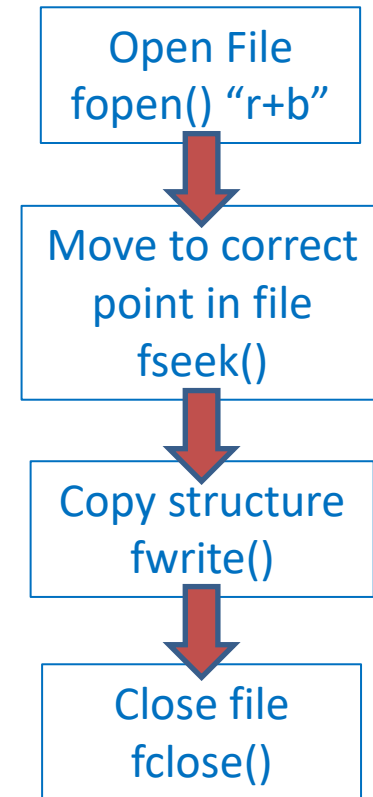 Open File
fopen() “r+b”
Move to correct
point in file
fseek()
Copy structure
fwrite()
Close file
fclose()